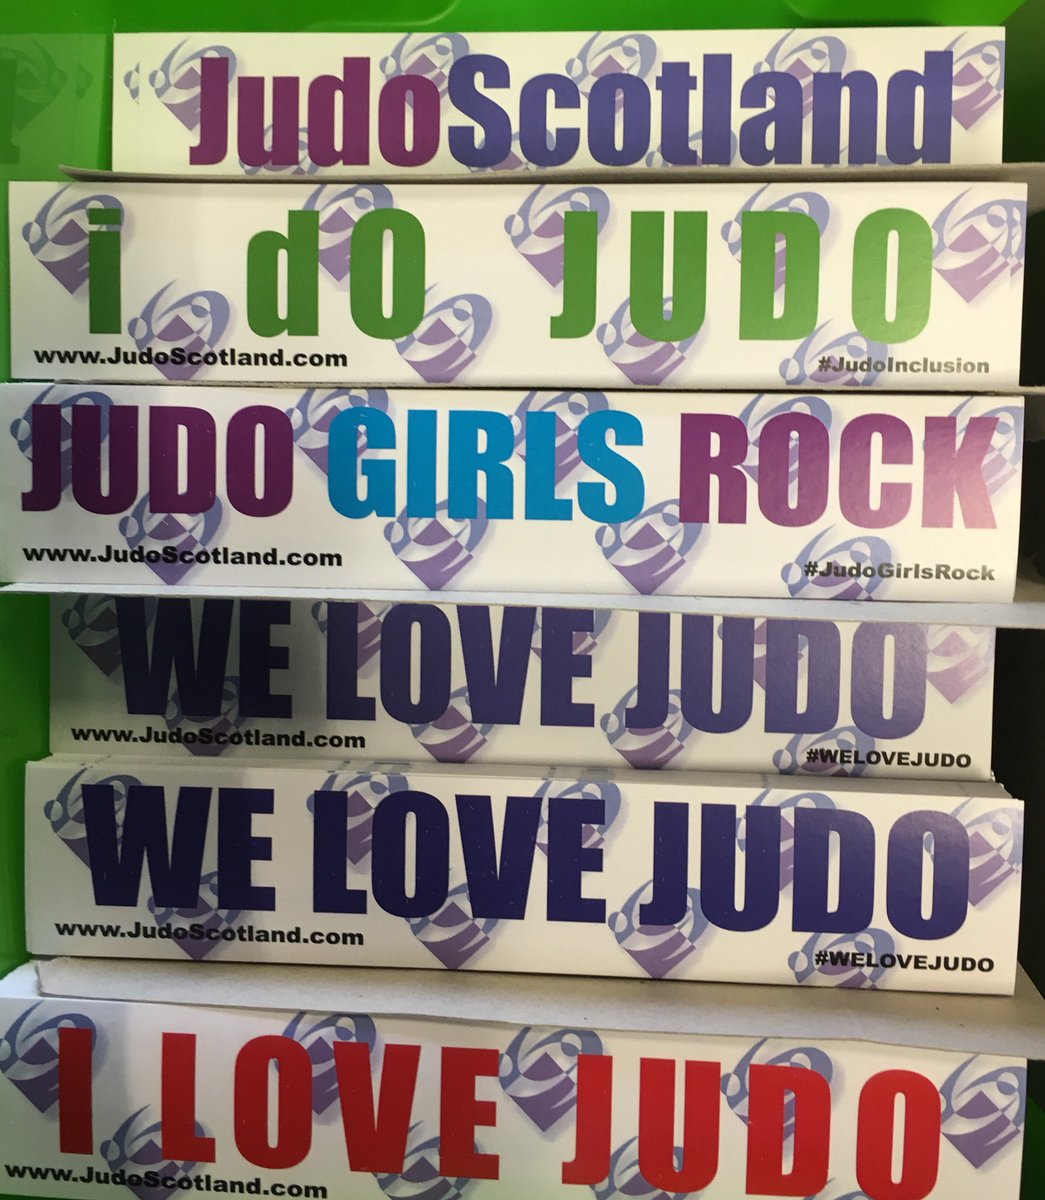 JudoScotland
i dO JUDO
www.JudoScotland.com #JudoInclusion
JUDO GIRLS ROCK
www.JudoScotland.com #JudoGirlsRock
WE LOVE JUDO
www.JudoScotland.com #WELOVEJUDO
WE LOVE JUDO
www.JudoScotland.com #WELOVEJUDO
I LOVE JUDO
www.JudoScotland.com